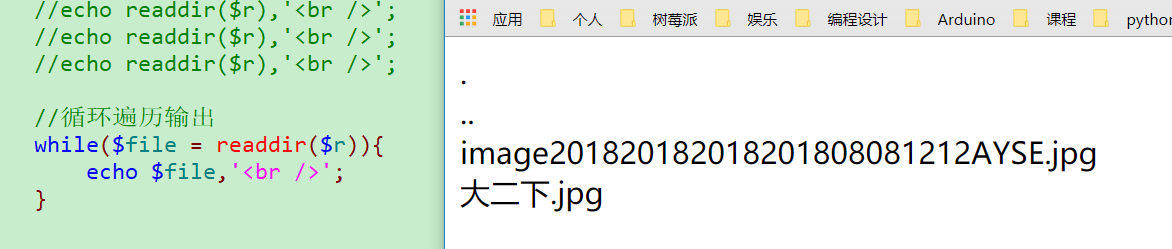 //echo readdir($r),'<br />';
//echo readdir($r),'<br />';
//echo readdir($r),'<br />';
//循环遍历输出
while($file = readdir($r)){
echo $file,'<br />';
}
应用 个人 树莓派 娱乐 编程设计 Arduino 课程 python
.
..
image2018201820182018080​81212AYSE.jpg
大二下.jpg